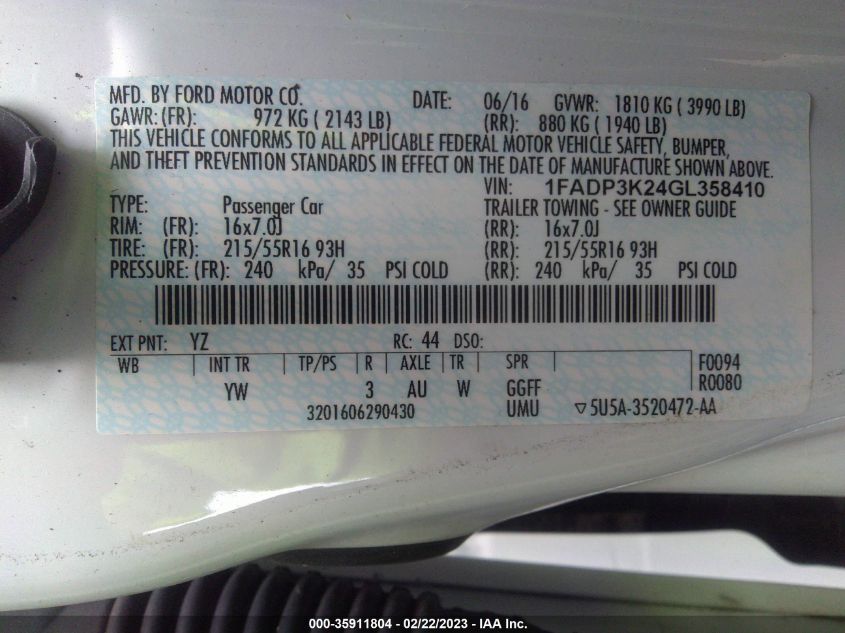 MFD. BY FORD MOTOR CO.
DATE: 06/16 GVWR: 1810 KG ( 3990 LB)
GAWR: (FR): 972 KG ( 2143 LB) (RR): 880 KG ( 1940 LB)
THIS VEHICLE CONFORMS TO ALL APPLICABLE FEDERAL MOTOR VEHICLE SAFETY, BUMPER,
AND THEFT PREVENTION STANDARDS IN EFFECT ON THE DATE OF MANUFACTURE SHOWN ABOVE.
VIN: 1FADP3K24GL358410
TYPE: Passenger Car TRAILER TOWING - SEE OWNER GUIDE
RIM: (FR): 16x7.0J (RR): 16x7.0J
TIRE: (FR): 215/55R16 93H (RR): 215/55R16 93H
PRESSURE: (FR): 240 kPa/ 35 PSI COLD (RR): 240 kPa/ 35 PSI COLD
EXT PNT: YZ RC: 44 DSO:
WB INT TR TP/PS R AXLE TR SPR F0094
YW 3 AU W GGFF R0080
3201606290430 UMU ▽5U5A-3520472-AA
000-35911804 - 02/22/2023 - IAA Inc.